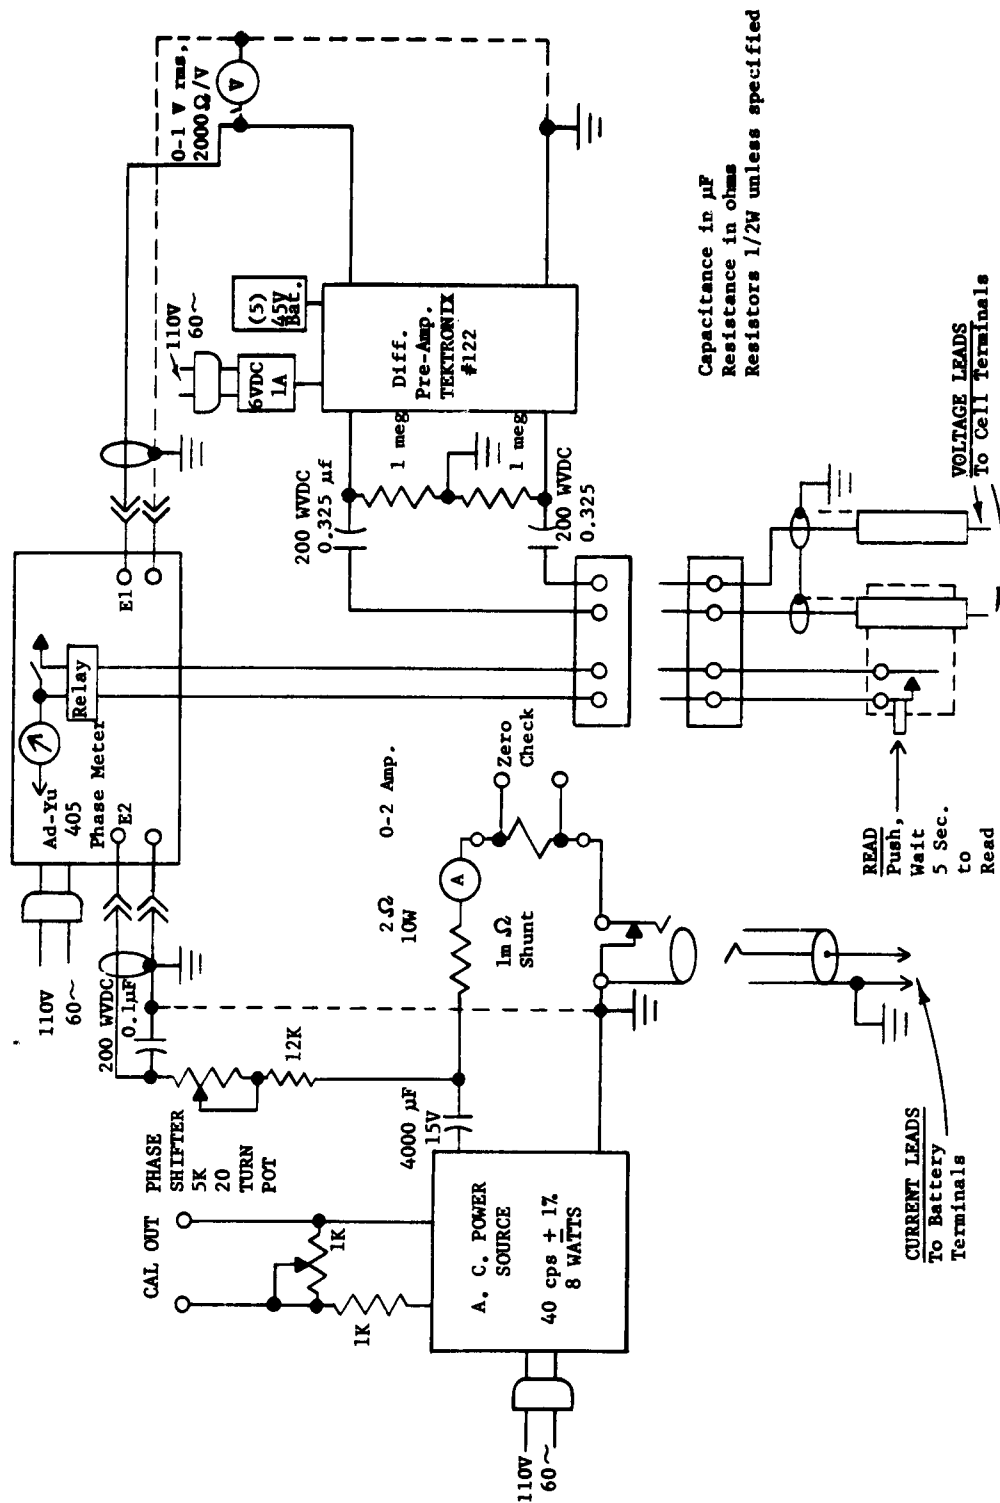 0-1 V rms,
2000Ω/V
110V
60~
(5)
45V
Bat.
6VDC
1A
Diff.
Pre-Amp.
TEKTRONIX
#122
1 meg
1 meg
200 WVDC
0.325 µf
200 WVDC
0.325
E1
Relay
Ad-Yu
405
Phase Meter
E2
110V
60~
200 WVDC
0.1µF
12K
PHASE
SHIFTER
5K
20 TURN
POT
CAL OUT
1K
1K
4000 µF
15V
A. C. POWER
SOURCE
40 cps ± 1%
8 WATTS
110V
60~
2Ω
10W
A
0-2 Amp.
Zero
Check
1mΩ
Shunt
V
Capacitance in µF
Resistance in ohms
Resistors 1/2W unless specified
VOLTAGE LEADS
To Cell Terminals
READ
Push,
Wait
5 Sec.
to
Read
CURRENT LEADS
To Battery
Terminals